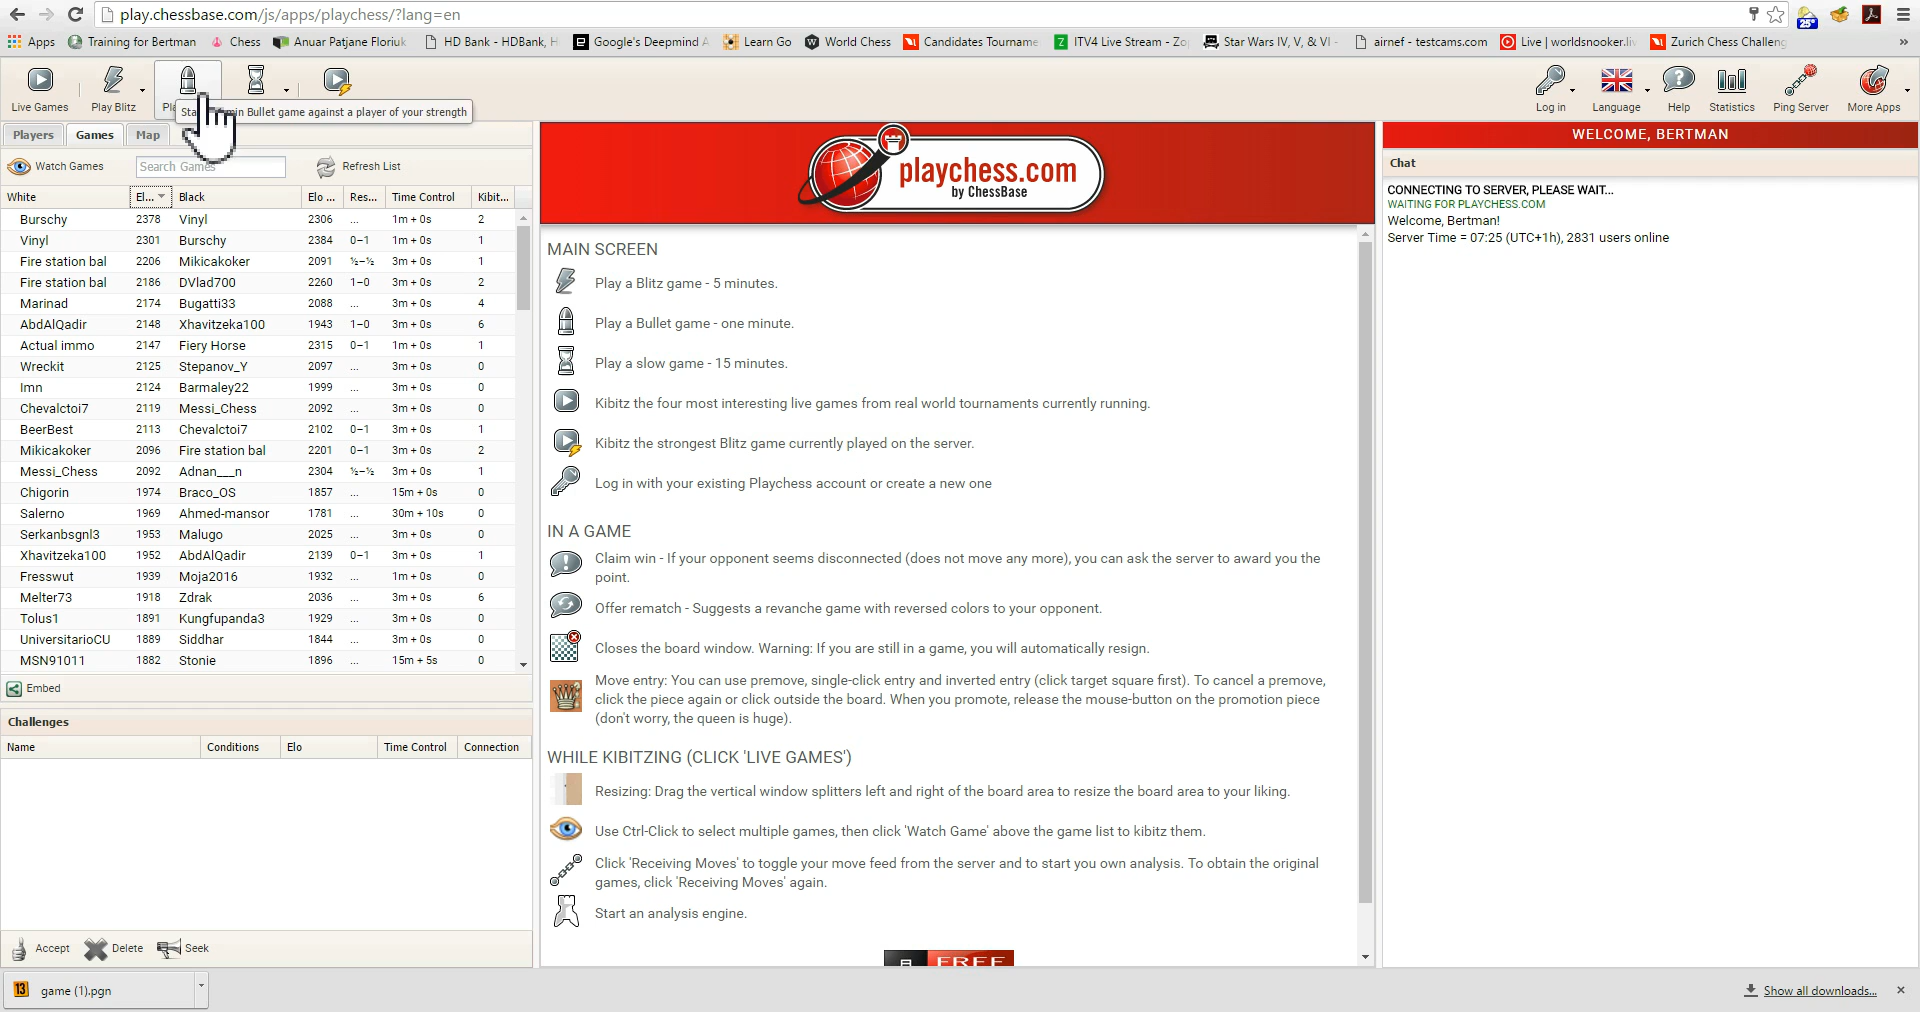 play.chessbase.com/js/apps/playchess/?lang=en
Apps Training for Bertman Chess Anuar Patjane Floriuk HD Bank - HDBank, H Google's Deepmind A Learn Go World Chess Candidates Tourname ITV4 Live Stream - Zo Star Wars IV, V, & VI - airnef - testcams.com Live | worldsnooker.liv Zurich Chess Challeng »
Live Games Play Blitz Log in Language Help Statistics Ping Server More Apps
in Bullet game against a player of your strength
Players Games Map
WELCOME, BERTMAN
Watch Games Search Games Refresh List
Chat
White El... Black Elo ... Res... Time Control Kibit...
Burschy 2378 Vinyl 2306 ... 1m + 0s 2
Vinyl 2301 Burschy 2384 0-1 1m + 0s 1
Fire station bal 2206 Mikicakoker 2091 ½-½ 3m + 0s 1
Fire station bal 2186 DVlad700 2260 1-0 3m + 0s 2
Marinad 2174 Bugatti33 2088 ... 3m + 0s 4
AbdAlQadir 2148 Xhavitzeka100 1943 1-0 3m + 0s 6
Actual immo 2147 Fiery Horse 2315 0-1 1m + 0s 1
Wreckit 2125 Stepanov_Y 2097 ... 3m + 0s 0
Imn 2124 Barmaley22 1999 ... 3m + 0s 0
Chevalctoi7 2119 Messi_Chess 2092 ... 3m + 0s 0
BeerBest 2113 Chevalctoi7 2102 0-1 3m + 0s 1
Mikicakoker 2096 Fire station bal 2201 0-1 3m + 0s 2
Messi_Chess 2092 Adnan___n 2304 ½-½ 3m + 0s 1
Chigorin 1974 Braco_OS 1857 ... 15m + 0s 0
Salerno 1969 Ahmed-mansor 1781 ... 30m + 10s 0
Serkanbsgnl3 1953 Malugo 2025 ... 3m + 0s 0
Xhavitzeka100 1952 AbdAlQadir 2139 0-1 3m + 0s 1
Fresswut 1939 Moja2016 1932 ... 1m + 0s 0
Melter73 1918 Zdrak 2036 ... 3m + 0s 6
Tolus1 1891 Kungfupanda3 1929 ... 3m + 0s 0
UniversitarioCU 1889 Siddhar 1844 ... 3m + 0s 0
MSN91011 1882 Stonie 1896 ... 15m + 5s 0
Embed
Challenges
Name Conditions Elo Time Control Connection
Accept Delete Seek
playchess.com
by ChessBase
MAIN SCREEN
Play a Blitz game - 5 minutes.
Play a Bullet game - one minute.
Play a slow game - 15 minutes.
Kibitz the four most interesting live games from real world tournaments currently running.
Kibitz the strongest Blitz game currently played on the server.
Log in with your existing Playchess account or create a new one
IN A GAME
Claim win - If your opponent seems disconnected (does not move any more), you can ask the server to award you the
point.
Offer rematch - Suggests a revanche game with reversed colors to your opponent.
Closes the board window. Warning: If you are still in a game, you will automatically resign.
Move entry: You can use premove, single-click entry and inverted entry (click target square first). To cancel a premove,
click the piece again or click outside the board. When you promote, release the mouse-button on the promotion piece
(don't worry, the queen is huge).
WHILE KIBITZING (CLICK 'LIVE GAMES')
Resizing: Drag the vertical window splitters left and right of the board area to resize the board area to your liking.
Use Ctrl-Click to select multiple games, then click 'Watch Game' above the game list to kibitz them.
Click 'Receiving Moves' to toggle your move feed from the server and to start you own analysis. To obtain the original
games, click 'Receiving Moves' again.
Start an analysis engine.
FREE
CONNECTING TO SERVER, PLEASE WAIT...
WAITING FOR PLAYCHESS.COM
Welcome, Bertman!
Server Time = 07:25 (UTC+1h), 2831 users online
13 game (1).pgn
Show all downloads...